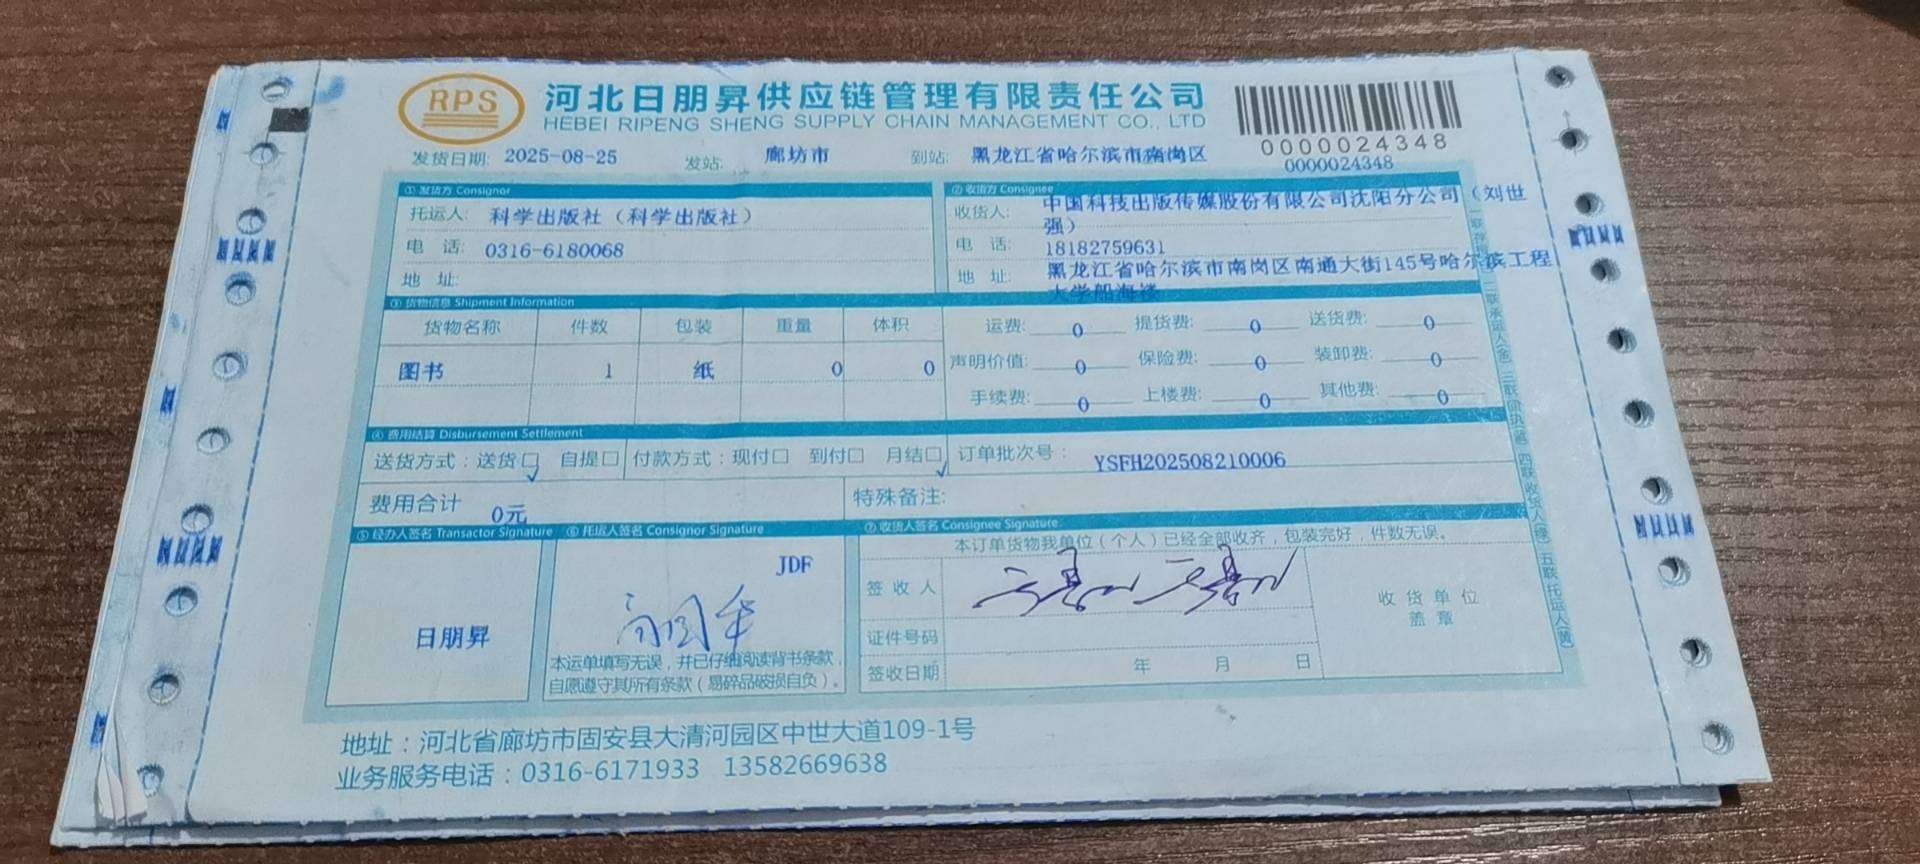 RPS
河北日朋昇供应链管理有限责任公司
HEBEI RIPENG SHENG SUPPLY CHAIN MANAGEMENT CO., LTD
0000024348
0000024348
发货日期: 2025-08-25 发站: 廊坊市 到站: 黑龙江省哈尔滨市南岗区
① 发货方 Consignor
托运人: 科学出版社（科学出版社）
电 话: 0316-6180068
地 址:
② 收货方 Consignee
收货人: 中国科技出版传媒股份有限公司沈阳分公司（刘世
强）
电 话: 18182759631
地 址: 黑龙江省哈尔滨市南岗区南通大街145号哈尔滨工程
大学船海楼
③ 货物信息 Shipment Information
货物名称 件数 包装 重量 体积
图书 1 纸 0 0
运费: 0 提货费: 0 送货费: 0
声明价值: 0 保险费: 0 装卸费: 0
手续费: 0 上楼费: 0 其他费: 0
④ 费用结算 Disbursement Settlement
送货方式：送货□✓ 自提□ 付款方式：现付□ 到付□ 月结□✓ 订单批次号： YSFH202508210006
费用合计 0元 特殊备注:
⑤ 经办人签名 Transactor Signature
日朋昇
⑥ 托运人签名 Consignor Signature
JDF
本运单填写无误，并已仔细阅读背书条款，
自愿遵守其所有条款（易碎品破损自负）。
⑦ 收货人签名 Consignee Signature
本订单货物我单位（个人）已经全部收齐，包装完好，件数无误。
签 收 人
证件号码
签收日期 年 月 日
收 货 单 位
盖 章
地址：河北省廊坊市固安县大清河园区中世大道109-1号
业务服务电话：0316-6171933 13582669638